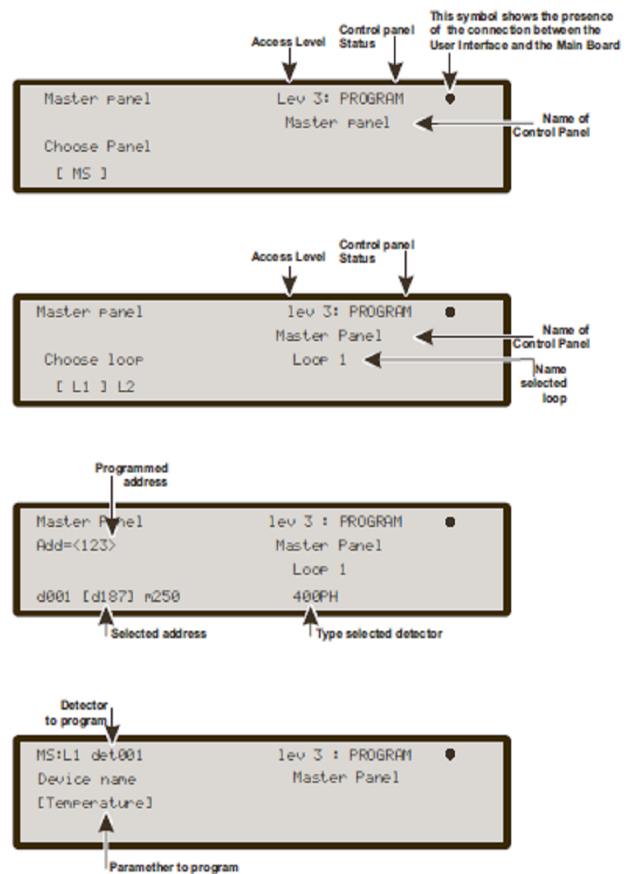 This symbol shows the presence
of the connection between the
User Interface and the Main Board
Control panel
Status
Access Level
Master panel Lev 3: PROGRAM
Master panel
Name of
Control Panel
Choose Panel
[ MS ]
Control panel
Status
Access Level
Master panel lev 3: PROGRAM
Master Panel
Name of
Control Panel
Choose loop Loop 1
Name
selected
loop
[ L1 ] L2
Programmed
address
Master Panel lev 3 : PROGRAM
Add=<123> Master Panel
Loop 1
d001 [d187] m250 400PH
Selected address Type selected detector
Detector
to program
MS:L1 det001 lev 3 : PROGRAM
Device name Master Panel
[Temperature]
Paramether to program